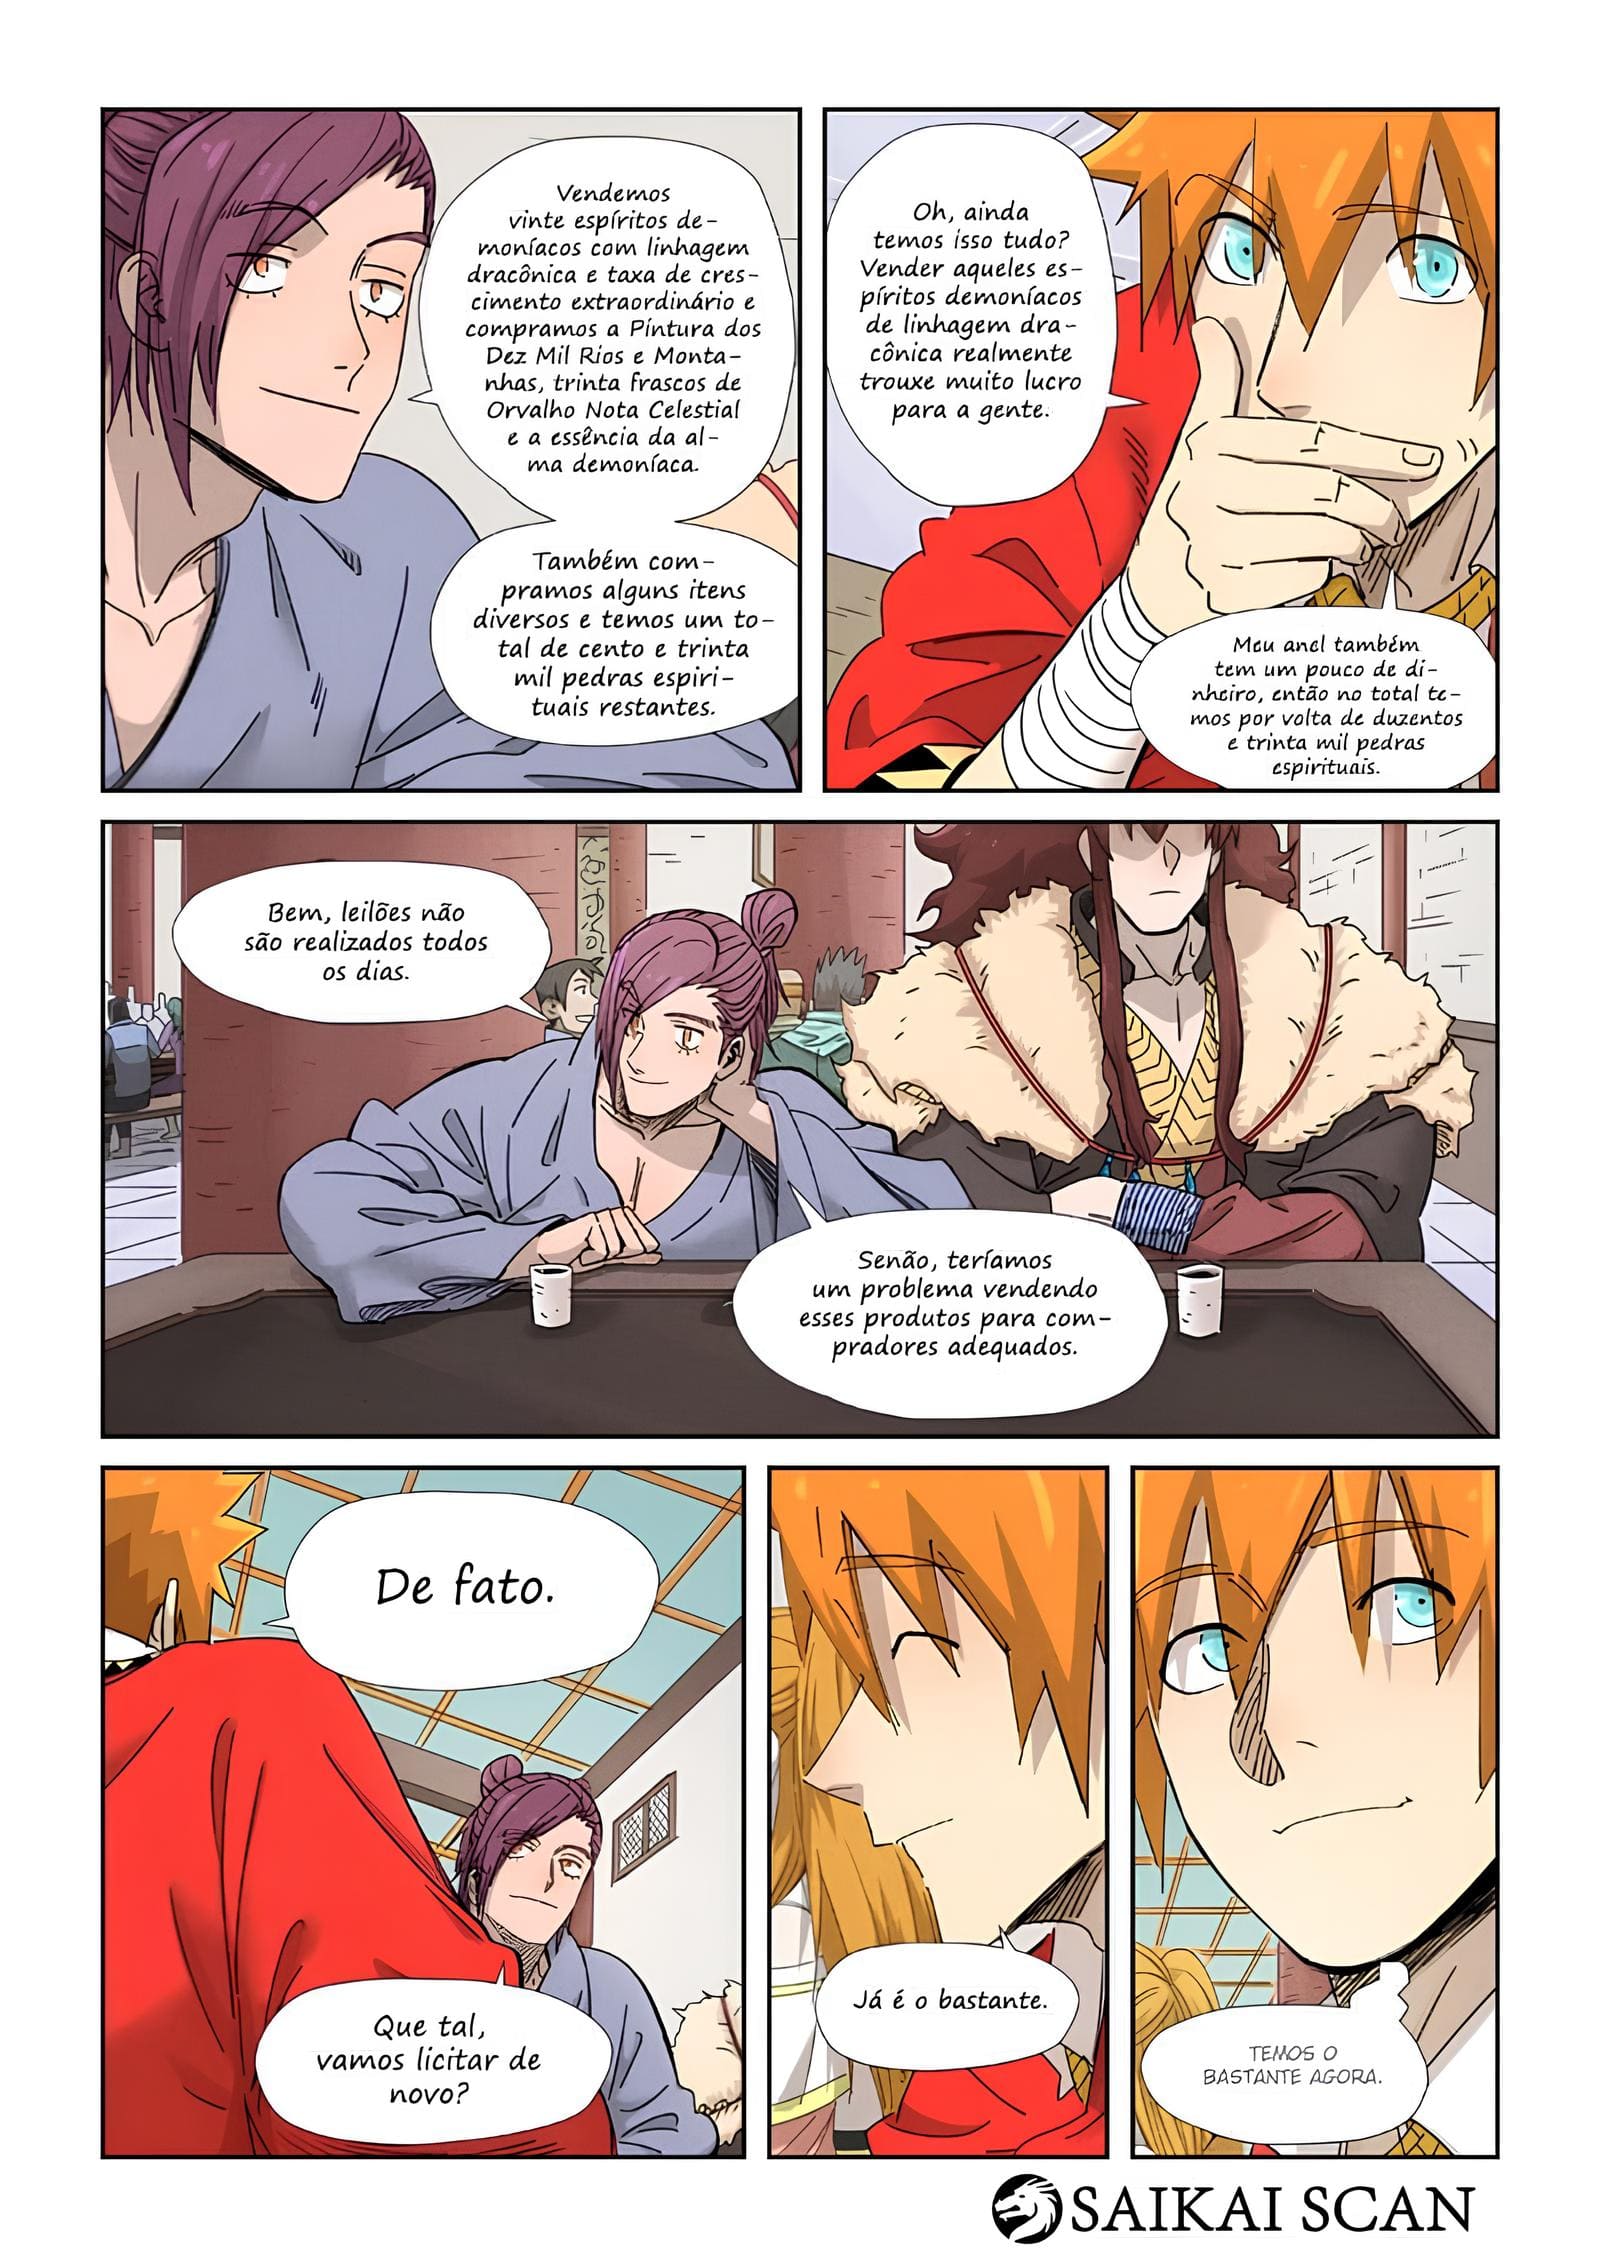 Vendemos
vinte espíritos de-
moníacos com linhagem
dracônica e taxa de cres-
cimento extraordinário e
compramos a Píntura dos
Dez Mil Rios e Monta-
nhas, trinta frascos de
Orvalho Nota Celestial
e a essência da al-
ma demoníaca.
Também com-
pramos alguns itens
diversos e temos um to-
tal de cento e trinta
mil pedras espiri-
tuais restantes.
Oh, ainda
temos isso tudo?
Vender aqueles es-
píritos demoníacos
de linhagem dra-
cônica realmente
trouxe muito lucro
para a gente.
Meu anel também
tem um pouco de di-
nheiro, então no total te-
mos por volta de duzentos
e trinta mil pedras
espirituais.
Bem, leilões não
são realizados todos
os dias.
Senão, teríamos
um problema vendendo
esses produtos para com-
pradores adequados.
De fato.
Que tal,
vamos licitar de
novo?
Já é o bastante.
TEMOS O
BASTANTE AGORA.
SAIKAI SCAN